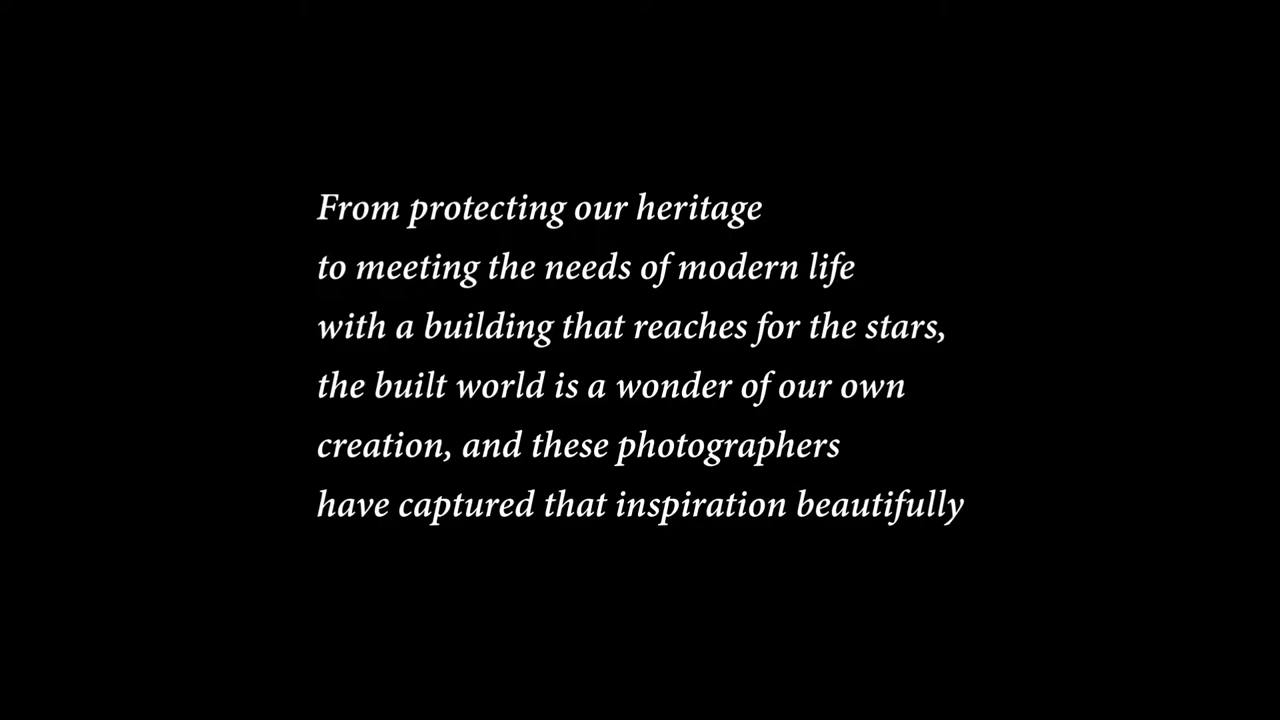 From protecting our heritage
to meeting the needs of modern life
with a building that reaches for the stars,
the built world is a wonder of our own
creation, and these photographers
have captured that inspiration beautifully